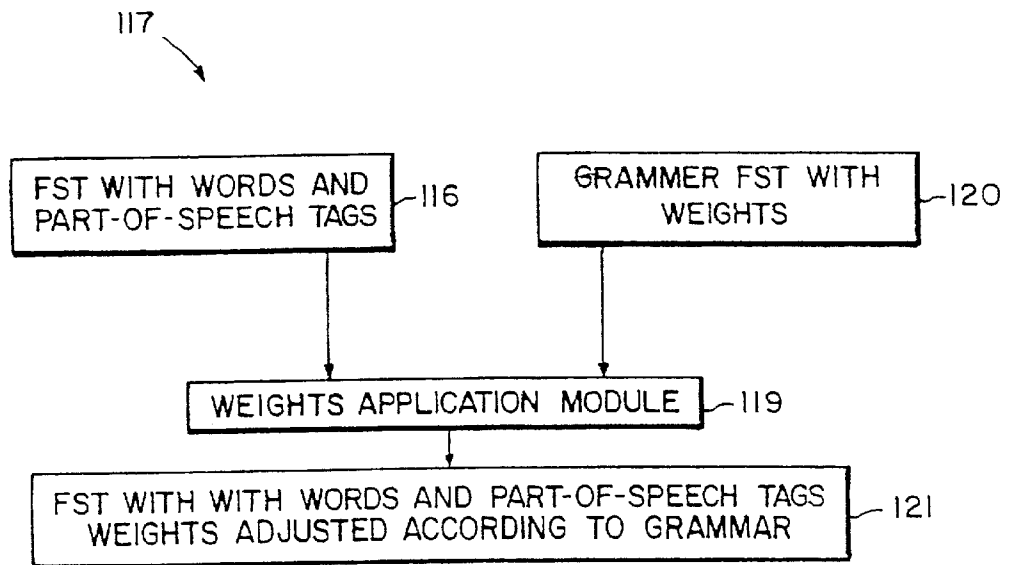 117
FST WITH WORDS AND
PART-OF-SPEECH TAGS
116
GRAMMER FST WITH
WEIGHTS
120
WEIGHTS APPLICATION MODULE
119
FST WITH WITH WORDS AND PART-OF-SPEECH TAGS
WEIGHTS ADJUSTED ACCORDING TO GRAMMAR
121